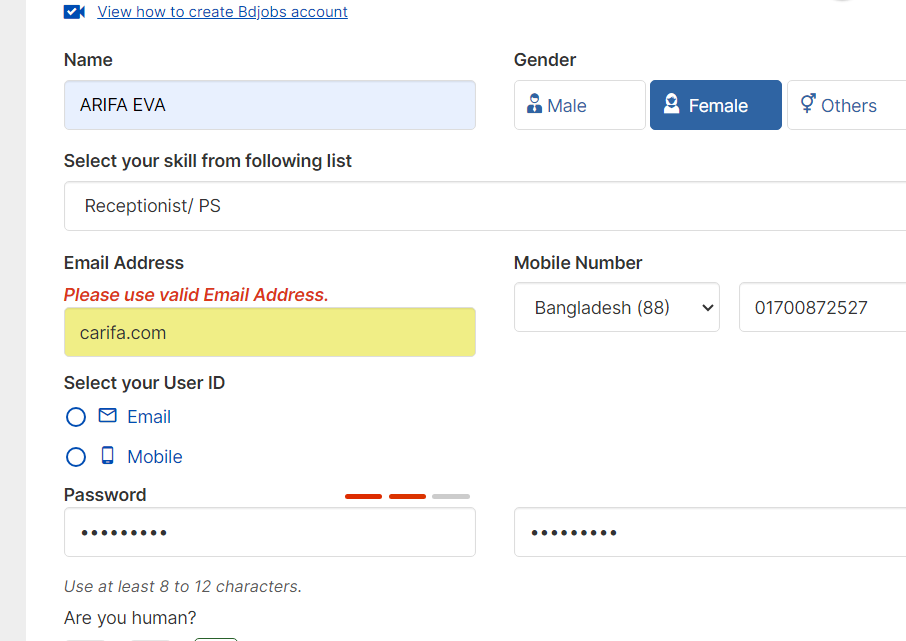 View how to create Bdjobs account
Name
Gender
ARIFA EVA
Male
Female
Others
Select your skill from following list
Receptionist/ PS
Email Address
Mobile Number
Please use valid Email Address.
Bangladesh (88)
01700872527
carifa.com
Select your User ID
Email
Mobile
Password
•••••••••
•••••••••
Use at least 8 to 12 characters.
Are you human?